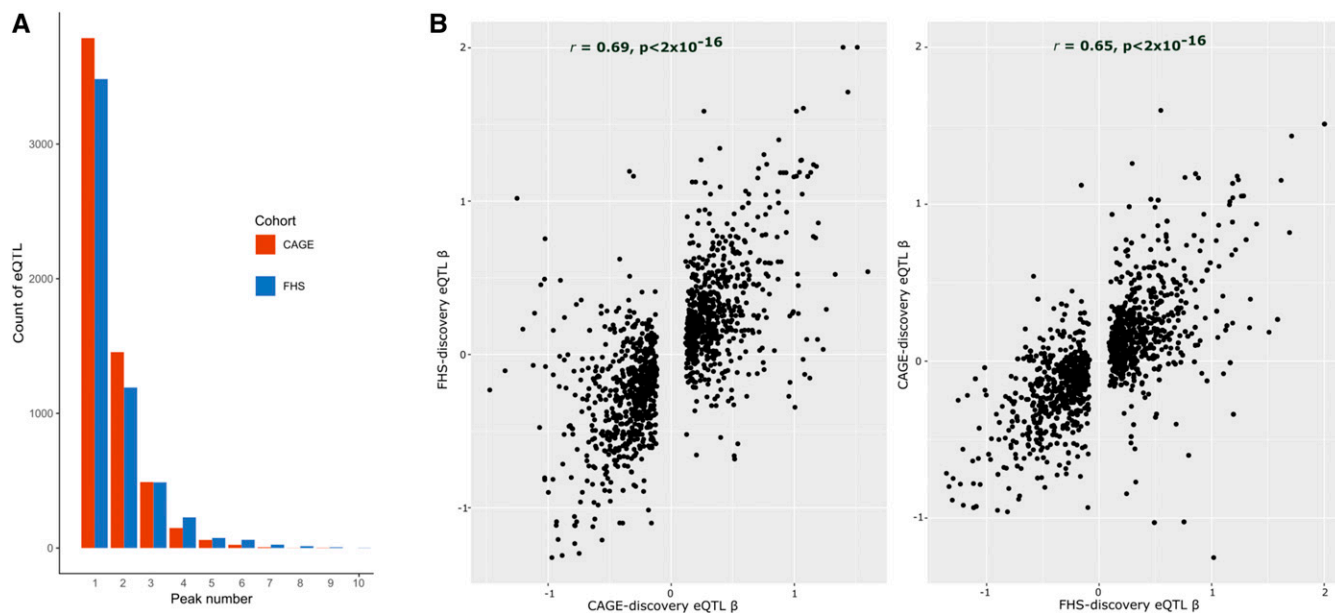 A
Count of eQTL
3000
2000
1000
0
1 2 3 4 5 6 7 8 9 10
Peak number
Cohort
CAGE
FHS
B
r = 0.69, p<2x10⁻¹⁶
FHS-discovery eQTL β
2
1
0
-1
-1 0 1
CAGE-discovery eQTL β
r = 0.65, p<2x10⁻¹⁶
CAGE-discovery eQTL β
2
1
0
-1
-1 0 1 2
FHS-discovery eQTL β